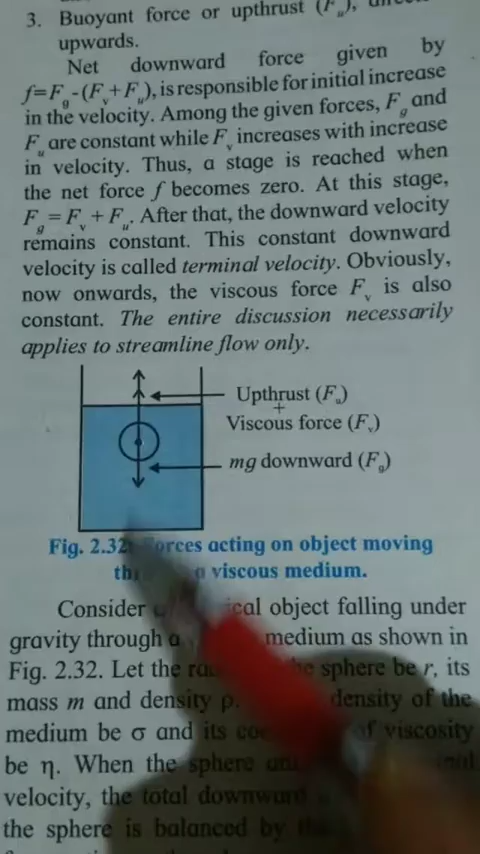 3. Buoyant force or upthrust (Fᵤ),
upwards.
Net downward force given by
f=F_g-(F_v+F_u), is responsible for initial increase
in the velocity. Among the given forces, F_g and
F_u are constant while F_v increases with increase
in velocity. Thus, a stage is reached when
the net force f becomes zero. At this stage,
F_g = F_v + F_u. After that, the downward velocity
remains constant. This constant downward
velocity is called terminal velocity. Obviously,
now onwards, the viscous force F_v is also
constant. The entire discussion necessarily
applies to streamline flow only.
Upthrust (F_u)
+
Viscous force (F_v)
mg downward (F_g)
Fig. 2.32: Forces acting on object moving
a viscous medium.
Consider object falling under
gravity through a medium as shown in
Fig. 2.32. Let the sphere be r, its
mass m and density ρ. density of the
medium be σ and its of viscosity
be η. When the sphere
velocity, the total downward
the sphere is balanced by